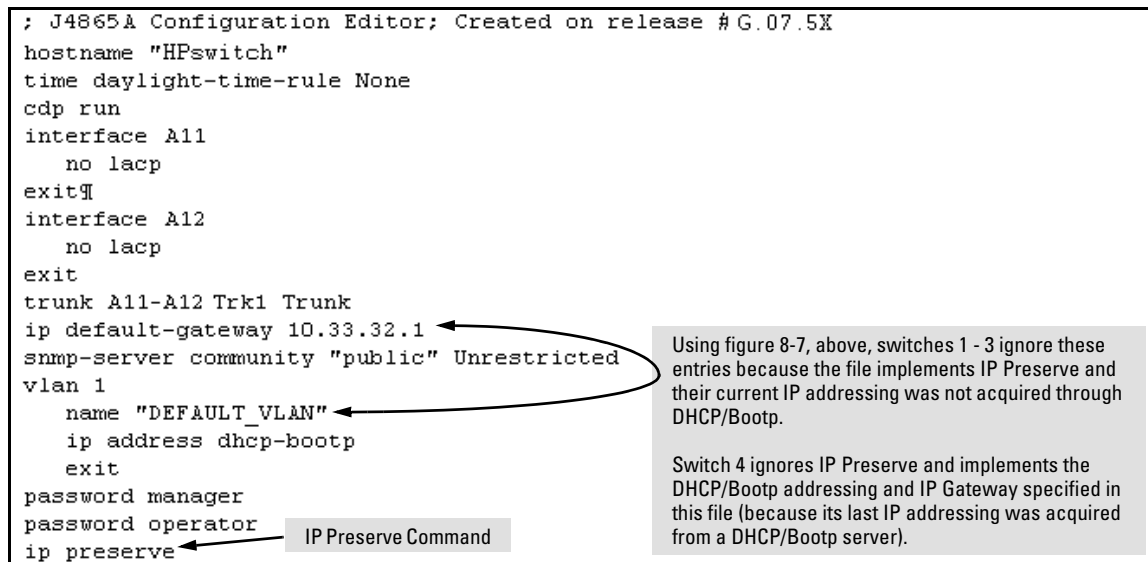 ; J4865A Configuration Editor; Created on release #G.07.5X
hostname "HPswitch"
time daylight-time-rule None
cdp run
interface A11
   no lacp
exit¶
interface A12
   no lacp
exit
trunk A11-A12 Trk1 Trunk
ip default-gateway 10.33.32.1
snmp-server community "public" Unrestricted
vlan 1
   name "DEFAULT_VLAN"
   ip address dhcp-bootp
   exit
password manager
password operator
ip preserve
IP Preserve Command
Using figure 8-7, above, switches 1 - 3 ignore these
entries because the file implements IP Preserve and
their current IP addressing was not acquired through
DHCP/Bootp.
Switch 4 ignores IP Preserve and implements the
DHCP/Bootp addressing and IP Gateway specified in
this file (because its last IP addressing was acquired
from a DHCP/Bootp server).